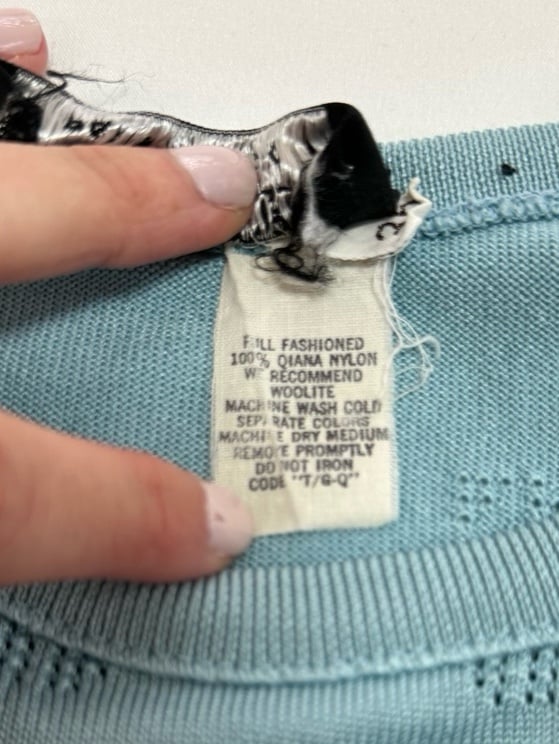 FULL FASHIONED
100% QIANA NYLON
WE RECOMMEND
WOOLITE
MACHINE WASH COLD
SEPARATE COLORS
MACHINE DRY MEDIUM
REMOVE PROMPTLY
DO NOT IRON
CODE "T/G-Q"